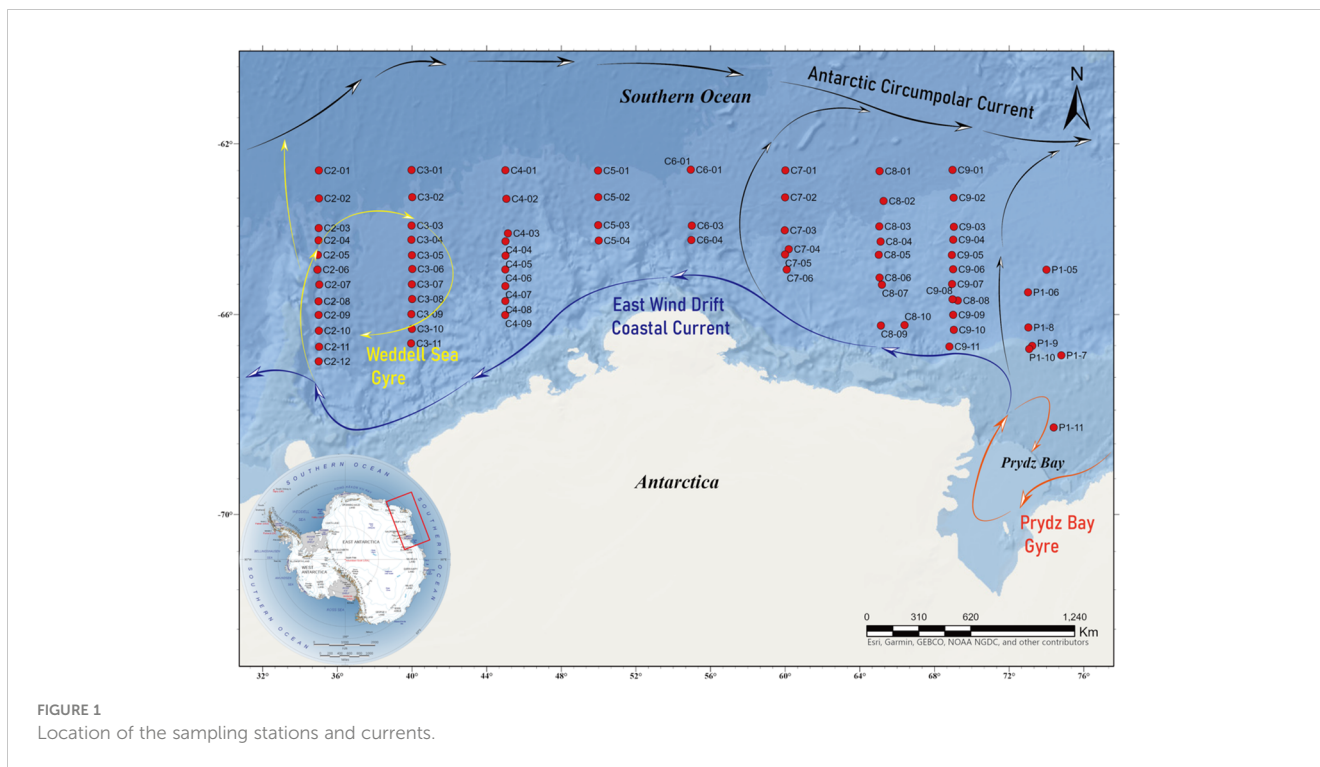 Antarctic Circumpolar Current
N
Southern Ocean
-62°
-66°
-70°
C6-01
C2-01
C3-01
C4-01
C5-01
C6-01
C7-01
C8-01
C9-01
C2-02
C3-02
C4-02
C5-02
C7-02
C8-02
C9-02
C2-03
C3-03
C4-03
C5-03
C6-03
C7-03
C8-03
C9-03
C2-04
C3-04
C4-04
C5-04
C6-04
C7-04
C8-04
C9-04
C2-05
C3-05
C4-05
C7-05
C8-05
C9-05
P1-05
C2-06
C3-06
C4-06
C7-06
C8-06
C9-06
P1-06
C2-07
C3-07
C4-07
C8-07
C9-07
C2-08
C3-08
C4-08
C9-08
C8-08
C2-09
C3-09
C4-09
C8-09
C8-10
C9-09
P1-8
C2-10
C3-10
C9-10
P1-9
C2-11
C3-11
C9-11
P1-10
P1-7
C2-12
P1-11
East Wind Drift
Coastal Current
Weddell Sea
Gyre
Antarctica
Prydz Bay
Prydz Bay
Gyre
SOUTHERN OCEAN
SOUTHERN OCEAN
SOUTHERN OCEAN
EAST ANTARCTICA
WEST
ANTARCTICA
0 310 620 1,240
Km
Esri, Garmin, GEBCO, NOAA NGDC, and other contributors
32° 36° 40° 44° 48° 52° 56° 60° 64° 68° 72° 76°
FIGURE 1
Location of the sampling stations and currents.